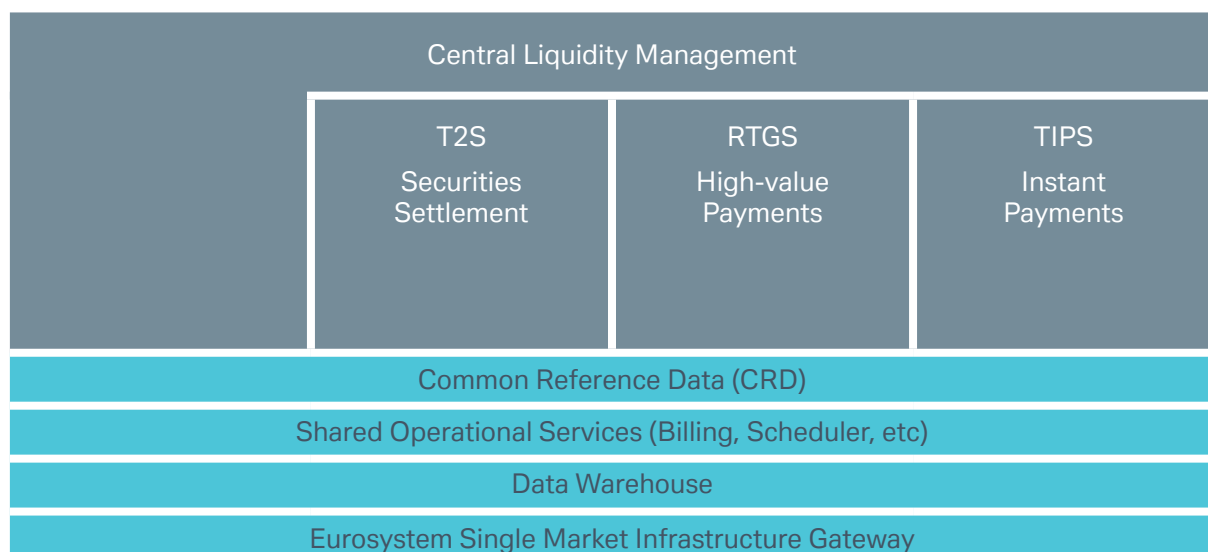 Central Liquidity Management
T2S
Securities
Settlement
RTGS
High-value
Payments
TIPS
Instant
Payments
Common Reference Data (CRD)
Shared Operational Services (Billing, Scheduler, etc)
Data Warehouse
Eurosystem Single Market Infrastructure Gateway